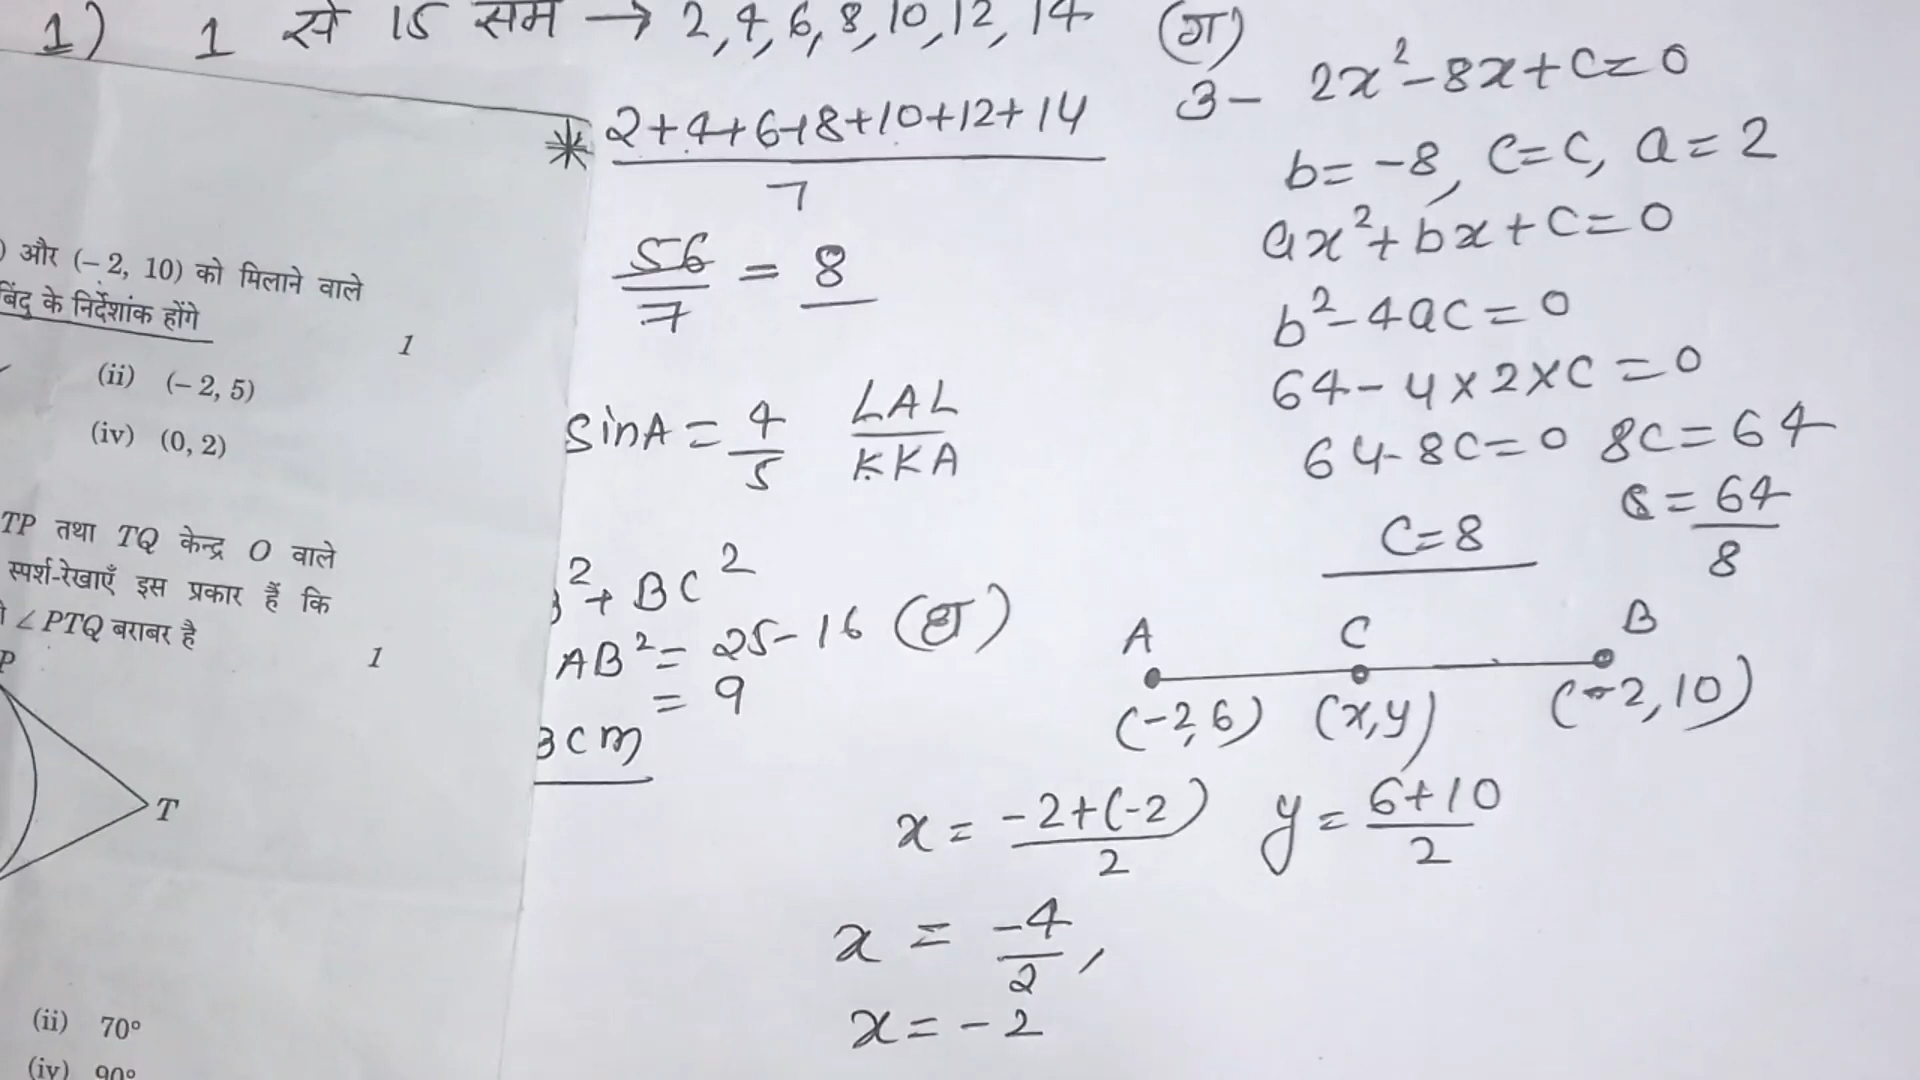 1) 1 से 15 सम → 2, 4, 6, 8, 10, 12, 14
* 2+4+6+8+10+12+14
7
56/7 = 8
sinA = 4/5 LAL/KKA
²+ BC²
AB² = 25-16
= 9
3cm
(ग)
3- 2x²-8x+c=0
b=-8, c=c, a=2
ax²+bx+c=0
b²-4ac=0
64-4×2×c=0
64-8c=0 8c=64
c=8
= 64/8
(घ)
A C B
(-2,6) (x,y) (-2,10)
x = -2+(-2)/2 y = 6+10/2
x = -4/2,
x=-2
) और (– 2, 10) को मिलाने वाले
बिंदु के निर्देशांक होंगे
1
(ii) (– 2, 5)
(iv) (0, 2)
TP तथा TQ केन्द्र O वाले
स्पर्श-रेखाएँ इस प्रकार हैं कि
∠ PTQ बराबर है
1
P
T
(ii) 70°
(iv) 90°